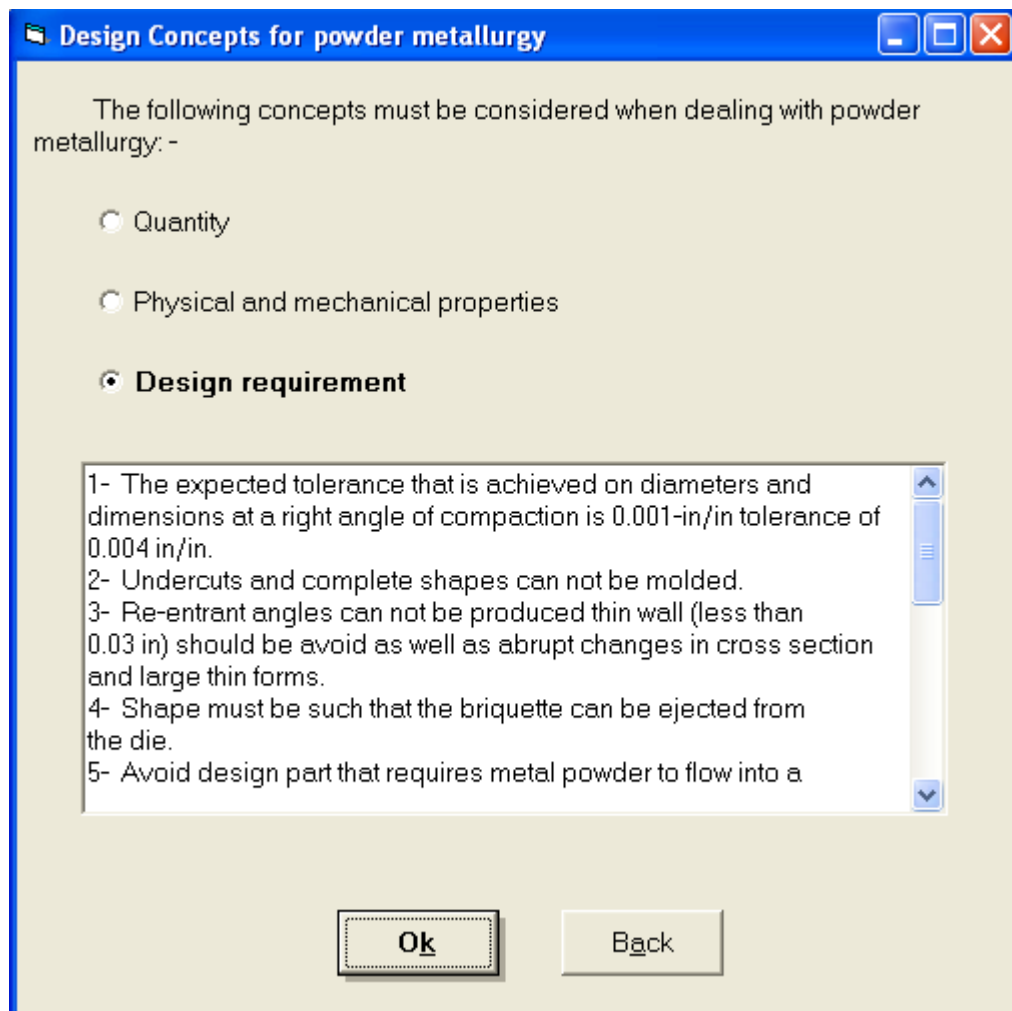 Design Concepts for powder metallurgy
The following concepts must be considered when dealing with powder
metallurgy: -
Quantity
Physical and mechanical properties
Design requirement
1- The expected tolerance that is achieved on diameters and
dimensions at a right angle of compaction is 0.001-in/in tolerance of
0.004 in/in.
2- Undercuts and complete shapes can not be molded.
3- Re-entrant angles can not be produced thin wall (less than
0.03 in) should be avoid as well as abrupt changes in cross section
and large thin forms.
4- Shape must be such that the briquette can be ejected from
the die.
5- Avoid design part that requires metal powder to flow into a
Ok Back